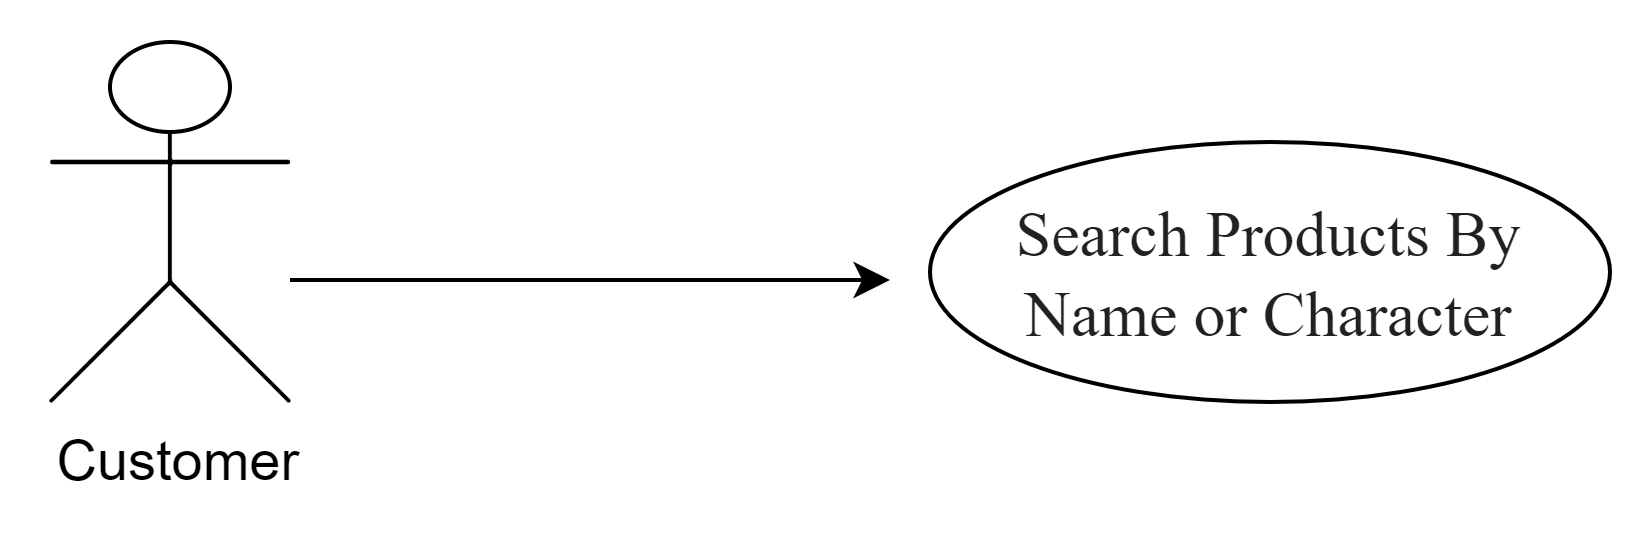 Search Products By
Name or Character
Customer